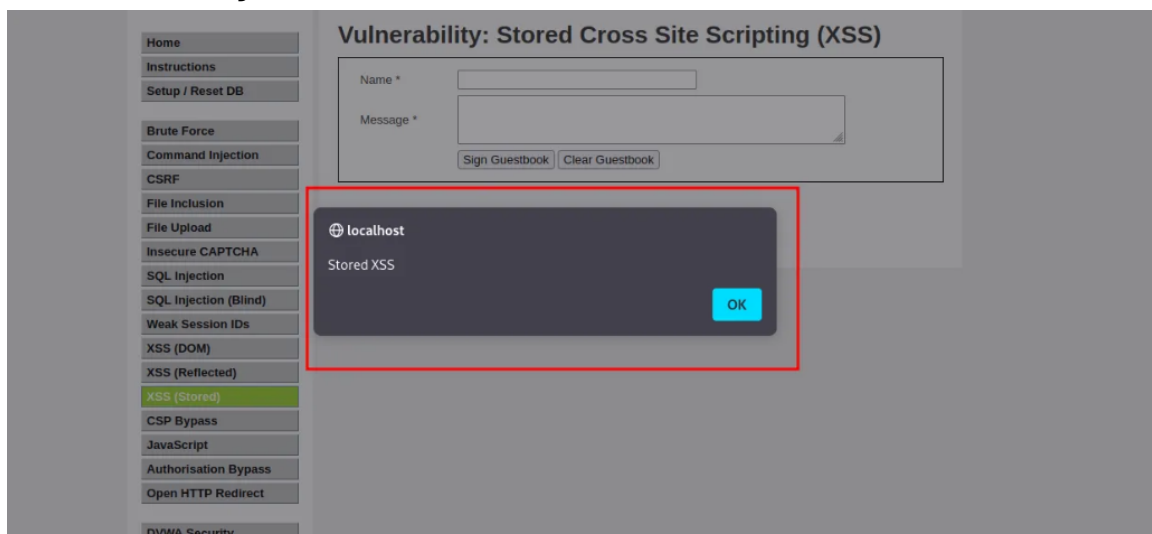 Home
Instructions
Setup / Reset DB
Brute Force
Command Injection
CSRF
File Inclusion
File Upload
Insecure CAPTCHA
SQL Injection
SQL Injection (Blind)
Weak Session IDs
XSS (DOM)
XSS (Reflected)
XSS (Stored)
CSP Bypass
JavaScript
Authorisation Bypass
Open HTTP Redirect
DVWA Security
Vulnerability: Stored Cross Site Scripting (XSS)
Name *
Message *
Sign Guestbook Clear Guestbook
localhost
Stored XSS
OK